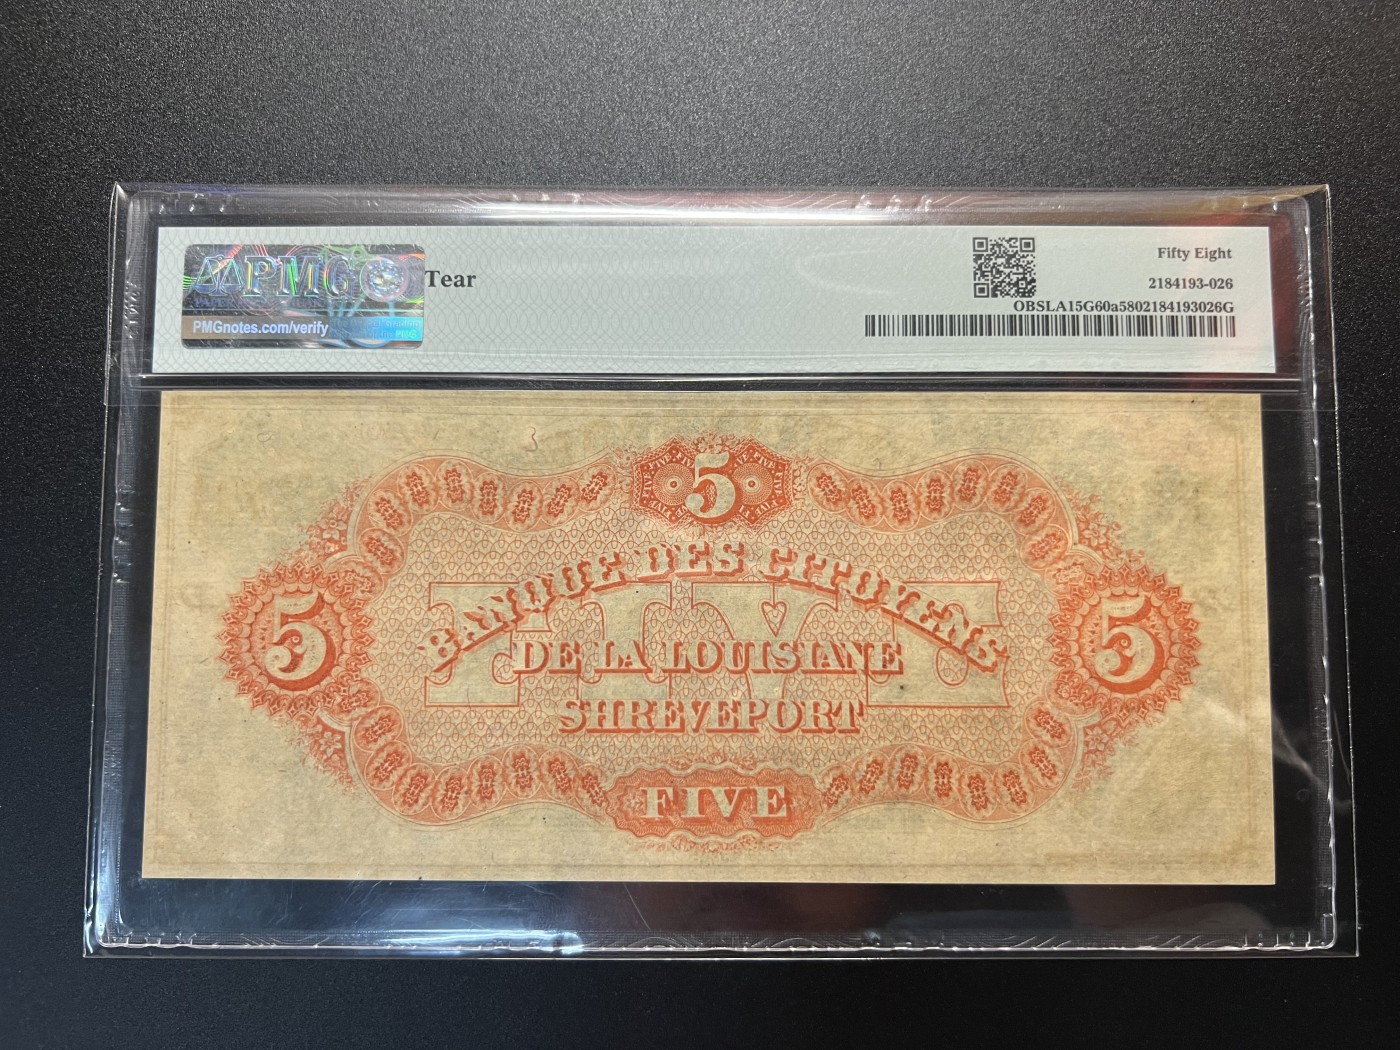 PMG
PMGnotes.com/verify
Tear
Fifty Eight
2184193-026
OBSLA15G60a5802184193026G
5
BANQUE DES CITOYENS
FIVE
5
DE LA LOUISIANE
5
SHREVEPORT
FIVE